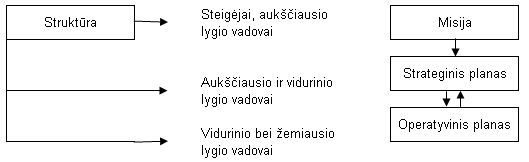 Struktūra
Steigėjai, aukščiausio
lygio vadovai
Misija
Aukščiausio ir vidurinio
lygio vadovai
Strateginis planas
Vidurinio bei žemiausio
lygio vadovai
Operatyvinis planas